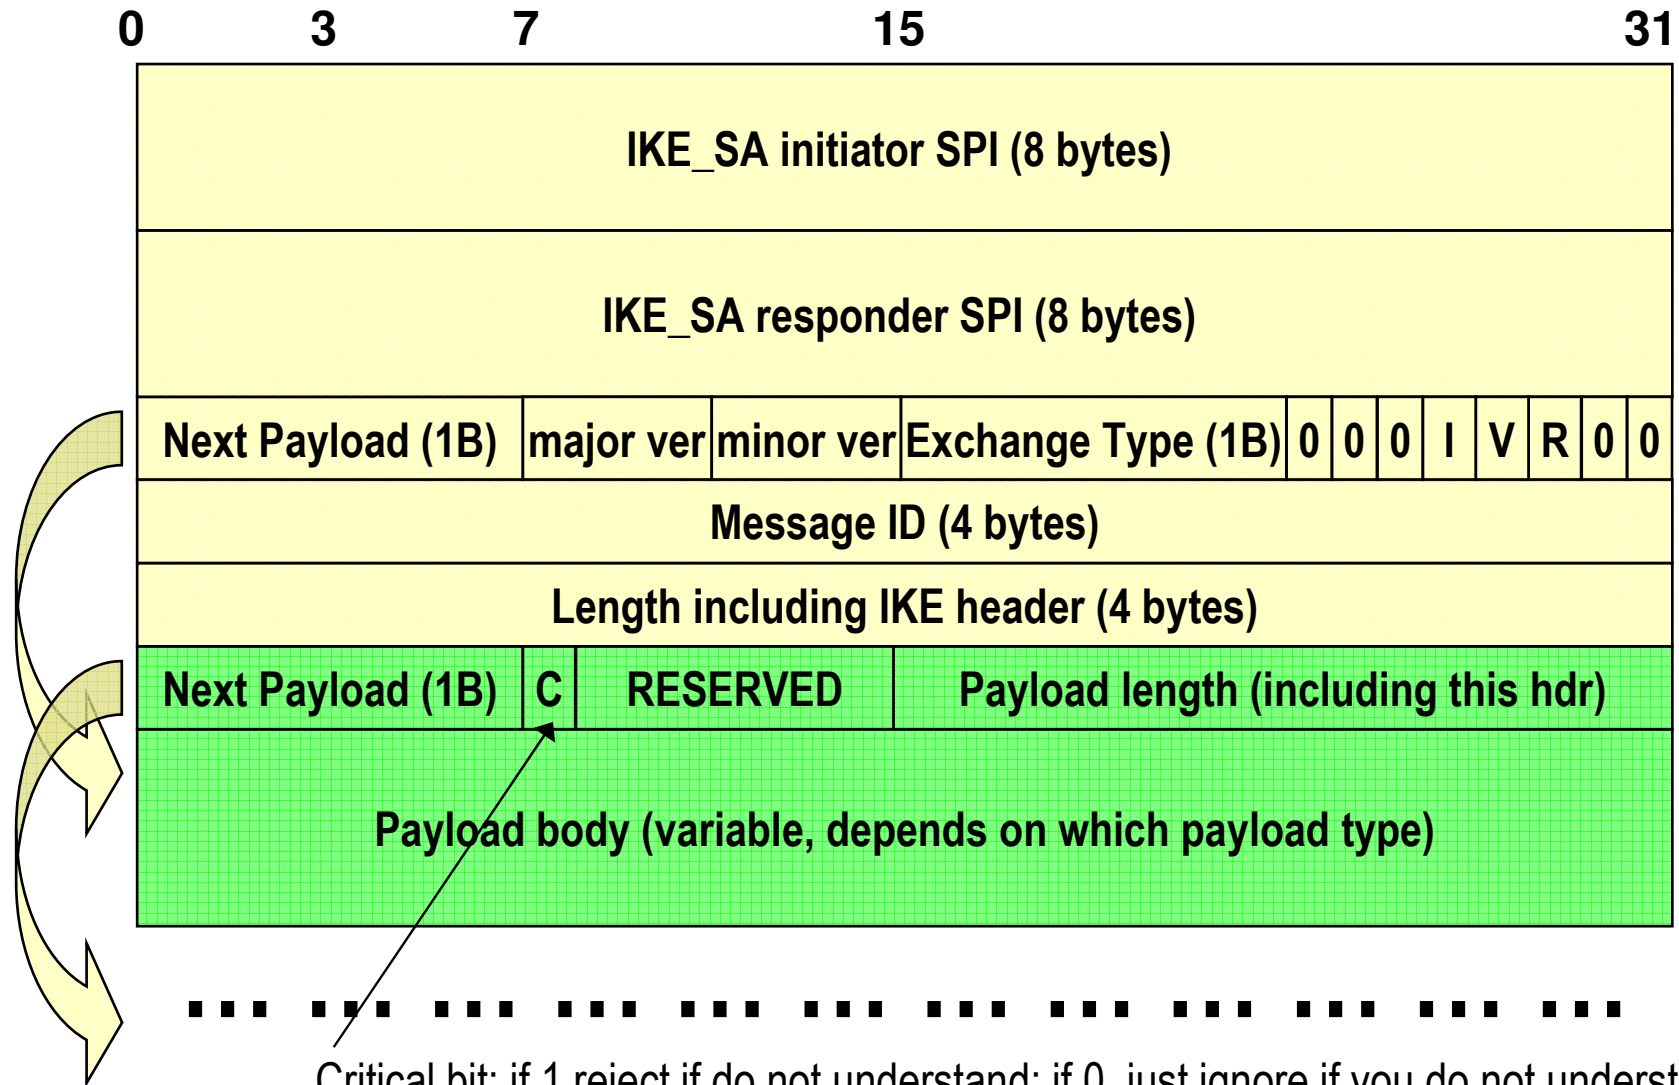 0 3 7 15 31
IKE_SA initiator SPI (8 bytes)
IKE_SA responder SPI (8 bytes)
Next Payload (1B) major ver minor ver Exchange Type (1B) 0 0 0 I V R 0 0
Message ID (4 bytes)
Length including IKE header (4 bytes)
Next Payload (1B) C RESERVED Payload length (including this hdr)
Payload body (variable, depends on which payload type)
Critical bit: if 1 reject if do not understand; if 0, just ignore if you do not underst